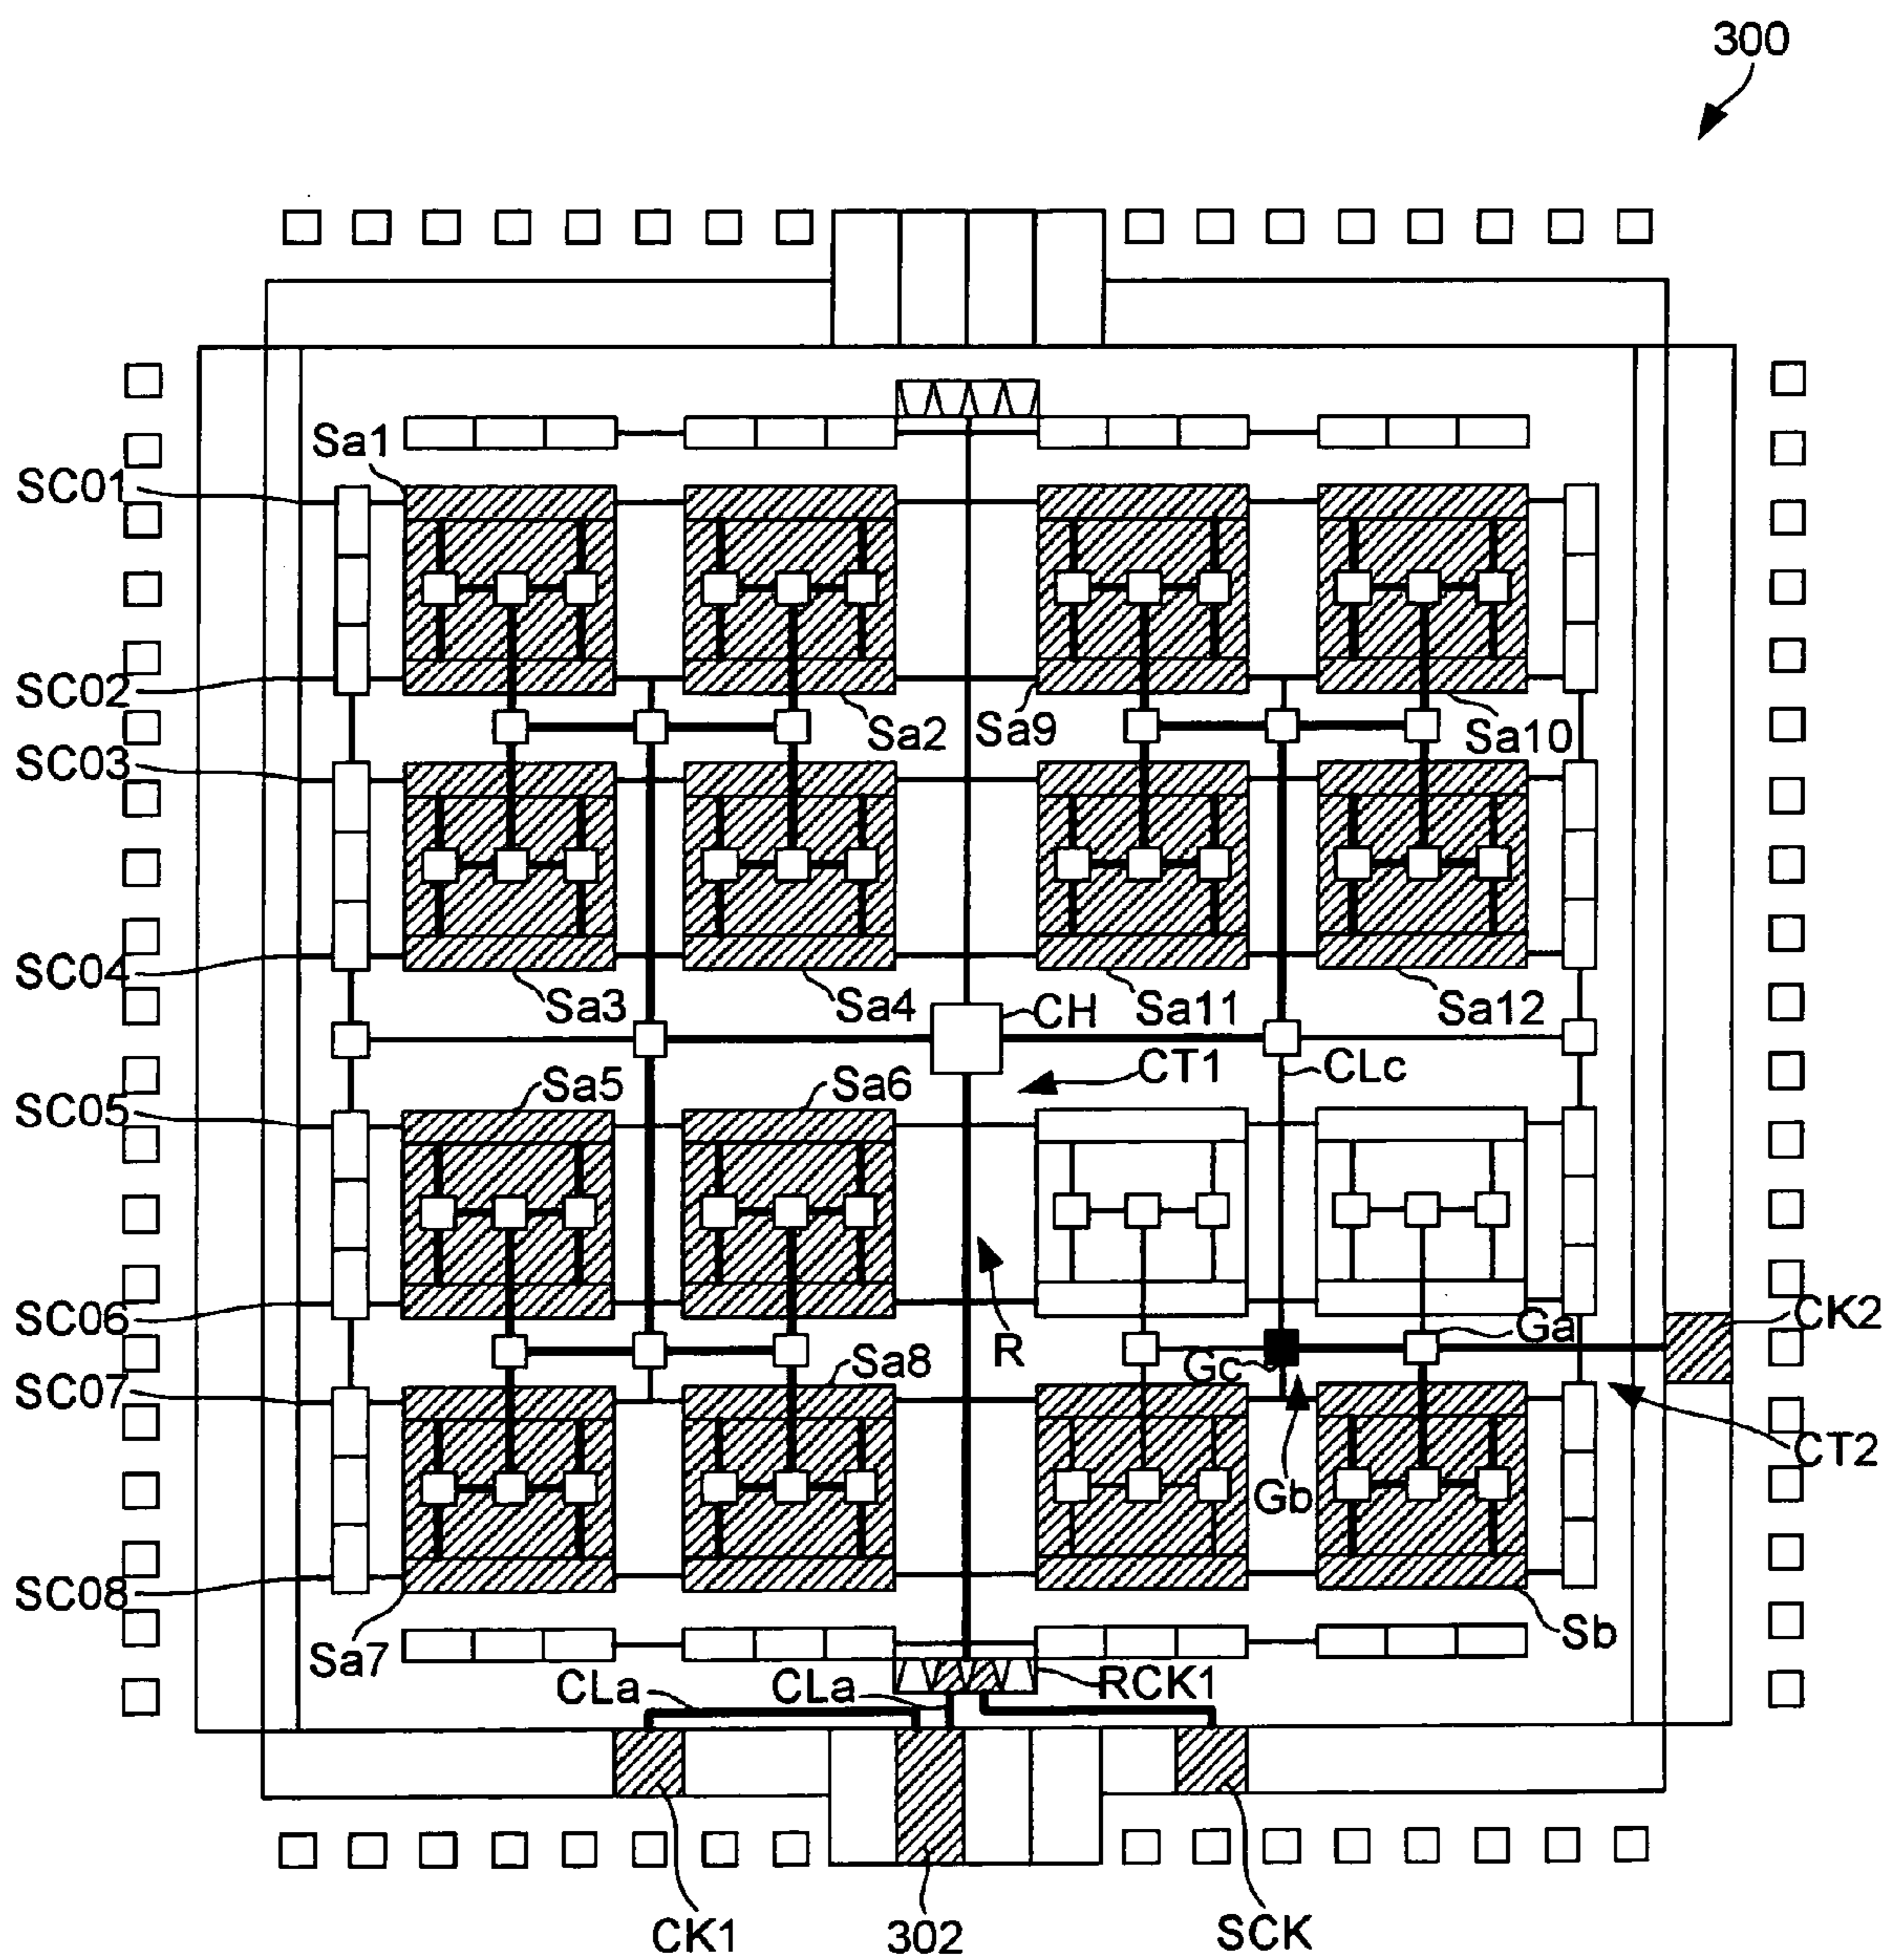 300
Sa1
SC01
SC02
Sa2
Sa9
Sa10
SC03
SC04
Sa3
Sa4
CH
Sa11
Sa12
CT1
CLc
Sa5
Sa6
SC05
SC06
R
Ga
CK2
Gc
Sa8
SC07
Gb
CT2
SC08
Sa7
Sb
CLa
CLa
RCK1
CK1
302
SCK